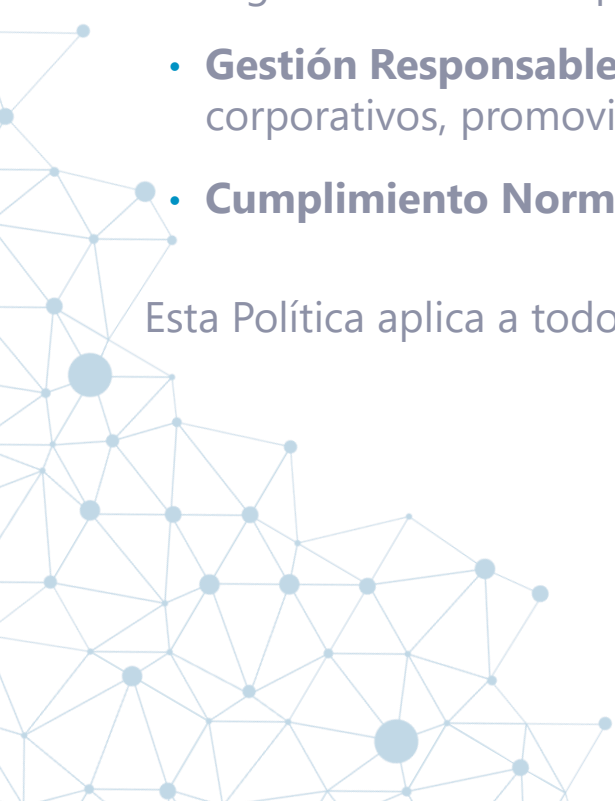 • Gestión Responsable
corporativos, promovi
• Cumplimiento Norm
Esta Política aplica a todo